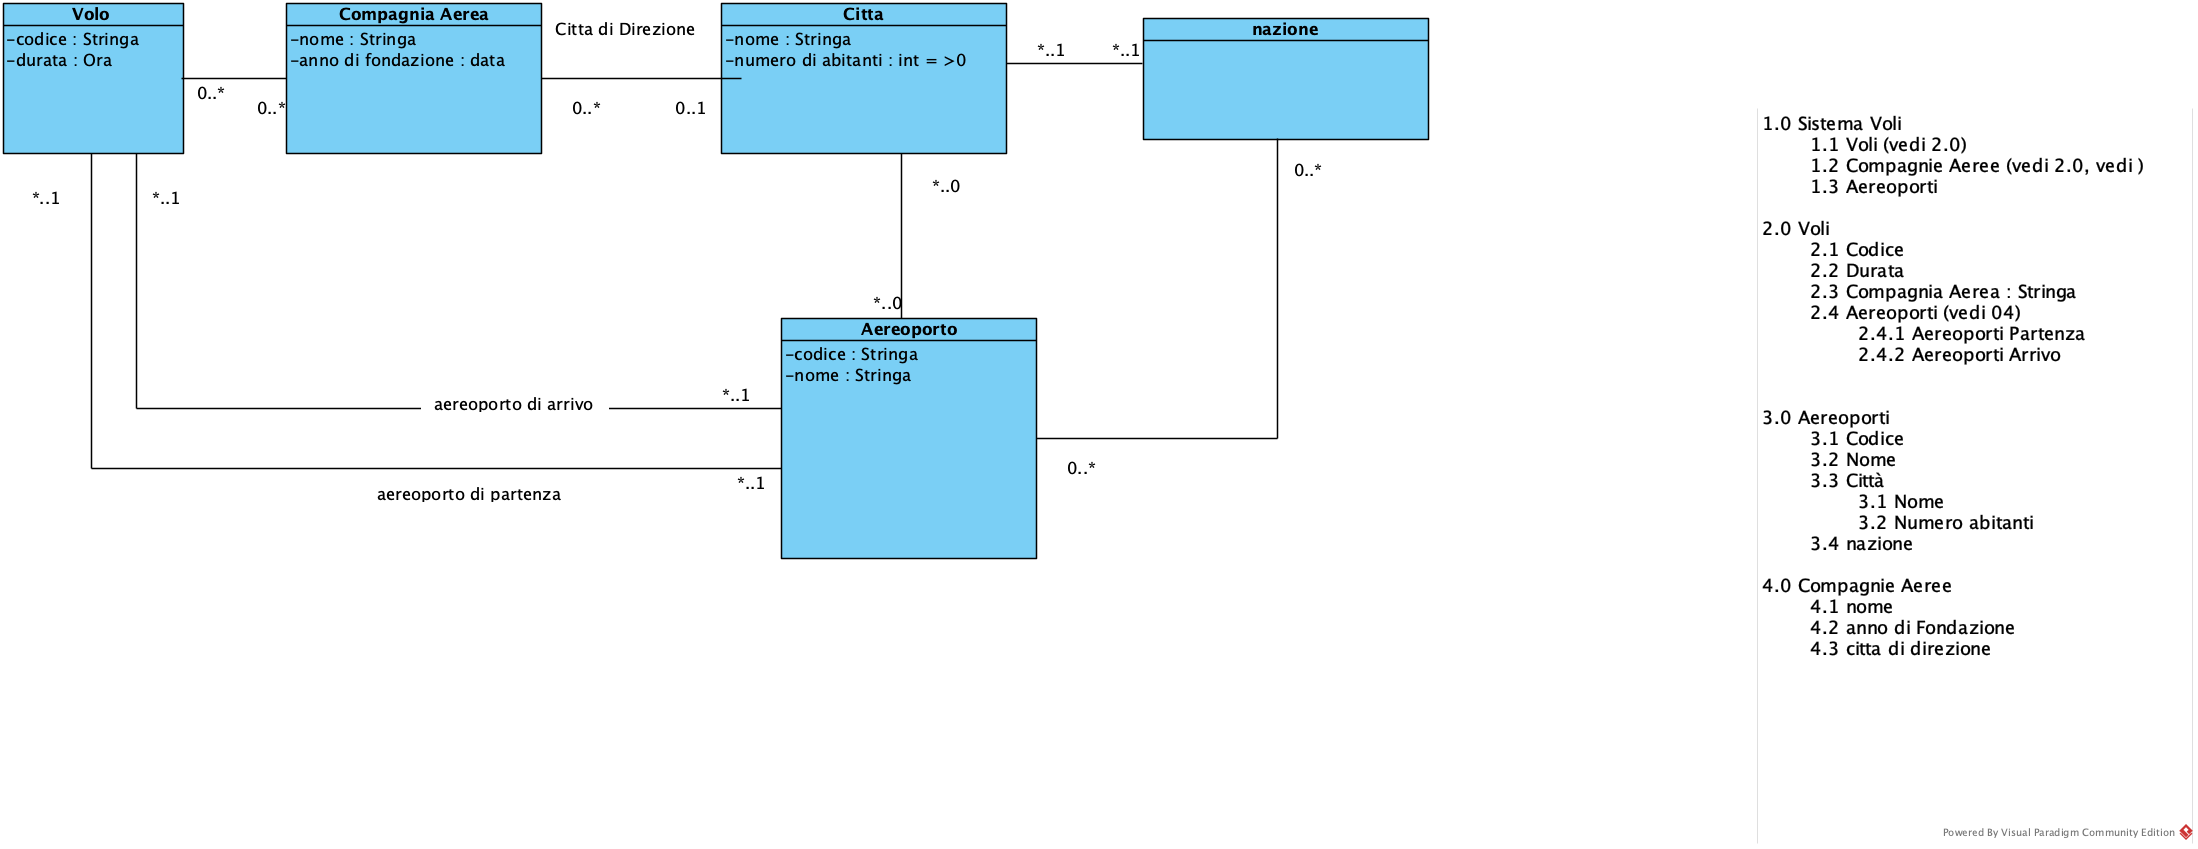 Volo
-codice : Stringa
-durata : Ora
Compagnia Aerea
-nome : Stringa
-anno di fondazione : data
Citta di Direzione
Citta
-nome : Stringa
-numero di abitanti : int = >0
nazione
0..*
0..*
0..*
0..1
*..1
*..1
*..1
*..1
*..0
*..0
0..*
Aereoporto
-codice : Stringa
-nome : Stringa
*..1
aereoporto di arrivo
*..1
aereoporto di partenza
0..*
1.0 Sistema Voli
1.1 Voli (vedi 2.0)
1.2 Compagnie Aeree (vedi 2.0, vedi )
1.3 Aereoporti
2.0 Voli
2.1 Codice
2.2 Durata
2.3 Compagnia Aerea : Stringa
2.4 Aereoporti (vedi 04)
2.4.1 Aereoporti Partenza
2.4.2 Aereoporti Arrivo
3.0 Aereoporti
3.1 Codice
3.2 Nome
3.3 Città
3.1 Nome
3.2 Numero abitanti
3.4 nazione
4.0 Compagnie Aeree
4.1 nome
4.2 anno di Fondazione
4.3 citta di direzione
Powered By Visual Paradigm Community Edition